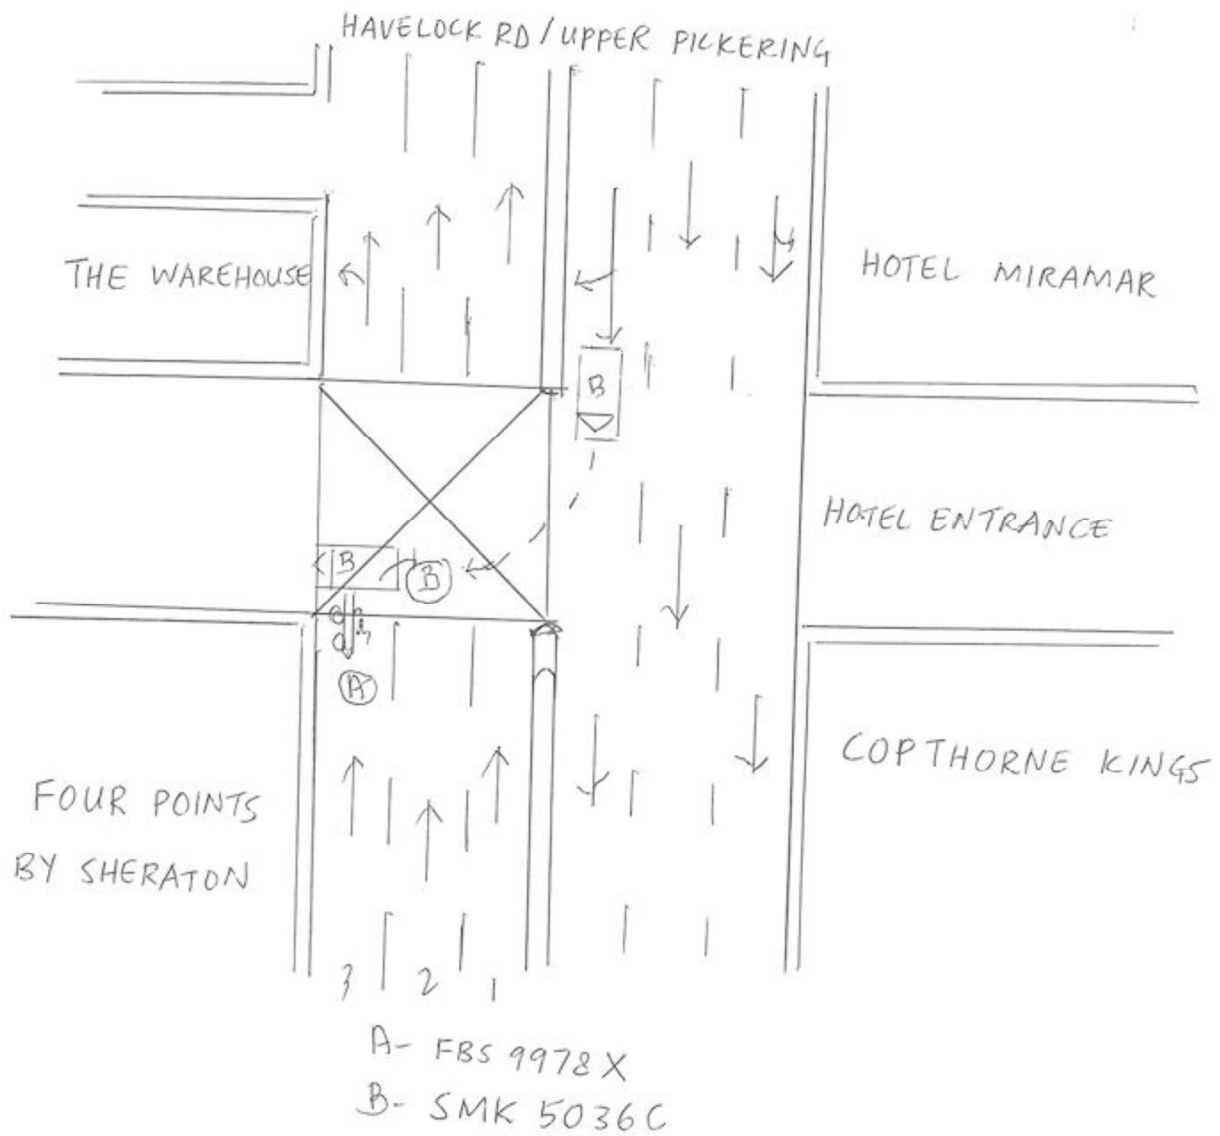 HAVELOCK RD / UPPER PICKERING
THE WAREHOUSE
HOTEL MIRAMAR
B
HOTEL ENTRANCE
B
B
A
FOUR POINTS
BY SHERATON
COPTHORNE KINGS
3 2 1
A- FBS 9978X
B- SMK 5036C